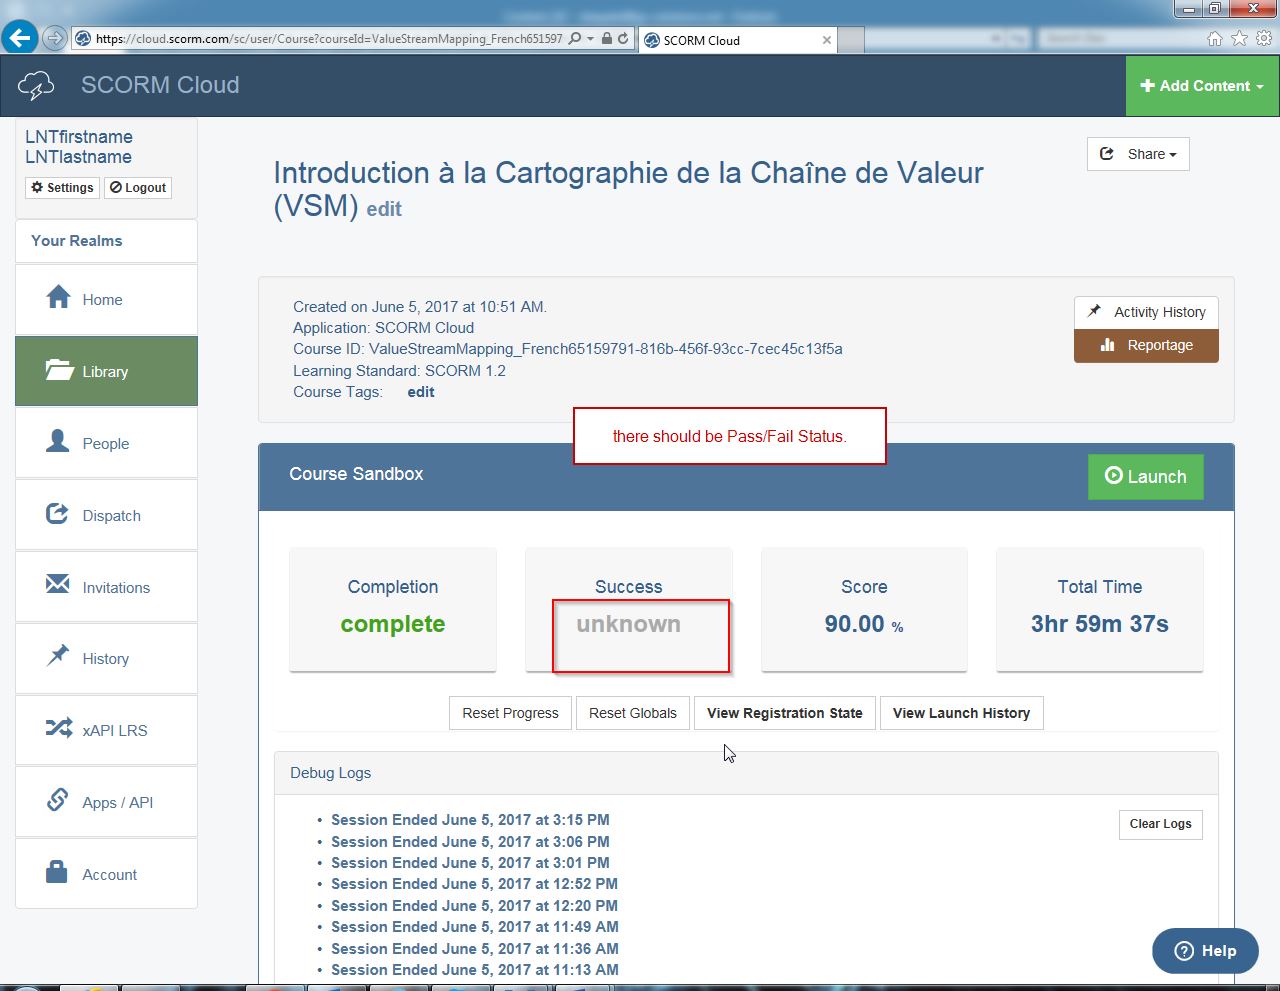 https://cloud.scorm.com/sc/user/Course?courseId=ValueStreamMapping_French651597
SCORM Cloud
SCORM Cloud
Add Content
LNTfirstname
LNTlastname
Settings
Logout
Your Realms
Home
Library
People
Dispatch
Invitations
History
xAPI LRS
Apps / API
Account
Share
Introduction à la Cartographie de la Chaîne de Valeur
(VSM) edit
Created on June 5, 2017 at 10:51 AM.
Application: SCORM Cloud
Course ID: ValueStreamMapping_French65159791-816b-456f-93cc-7cec45c13f5a
Learning Standard: SCORM 1.2
Course Tags: edit
Activity History
Reportage
there should be Pass/Fail Status.
Course Sandbox
Launch
Completion
complete
Success
unknown
Score
90.00 %
Total Time
3hr 59m 37s
Reset Progress
Reset Globals
View Registration State
View Launch History
Debug Logs
Clear Logs
• Session Ended June 5, 2017 at 3:15 PM
• Session Ended June 5, 2017 at 3:06 PM
• Session Ended June 5, 2017 at 3:01 PM
• Session Ended June 5, 2017 at 12:52 PM
• Session Ended June 5, 2017 at 12:20 PM
• Session Ended June 5, 2017 at 11:49 AM
• Session Ended June 5, 2017 at 11:36 AM
• Session Ended June 5, 2017 at 11:13 AM
Help